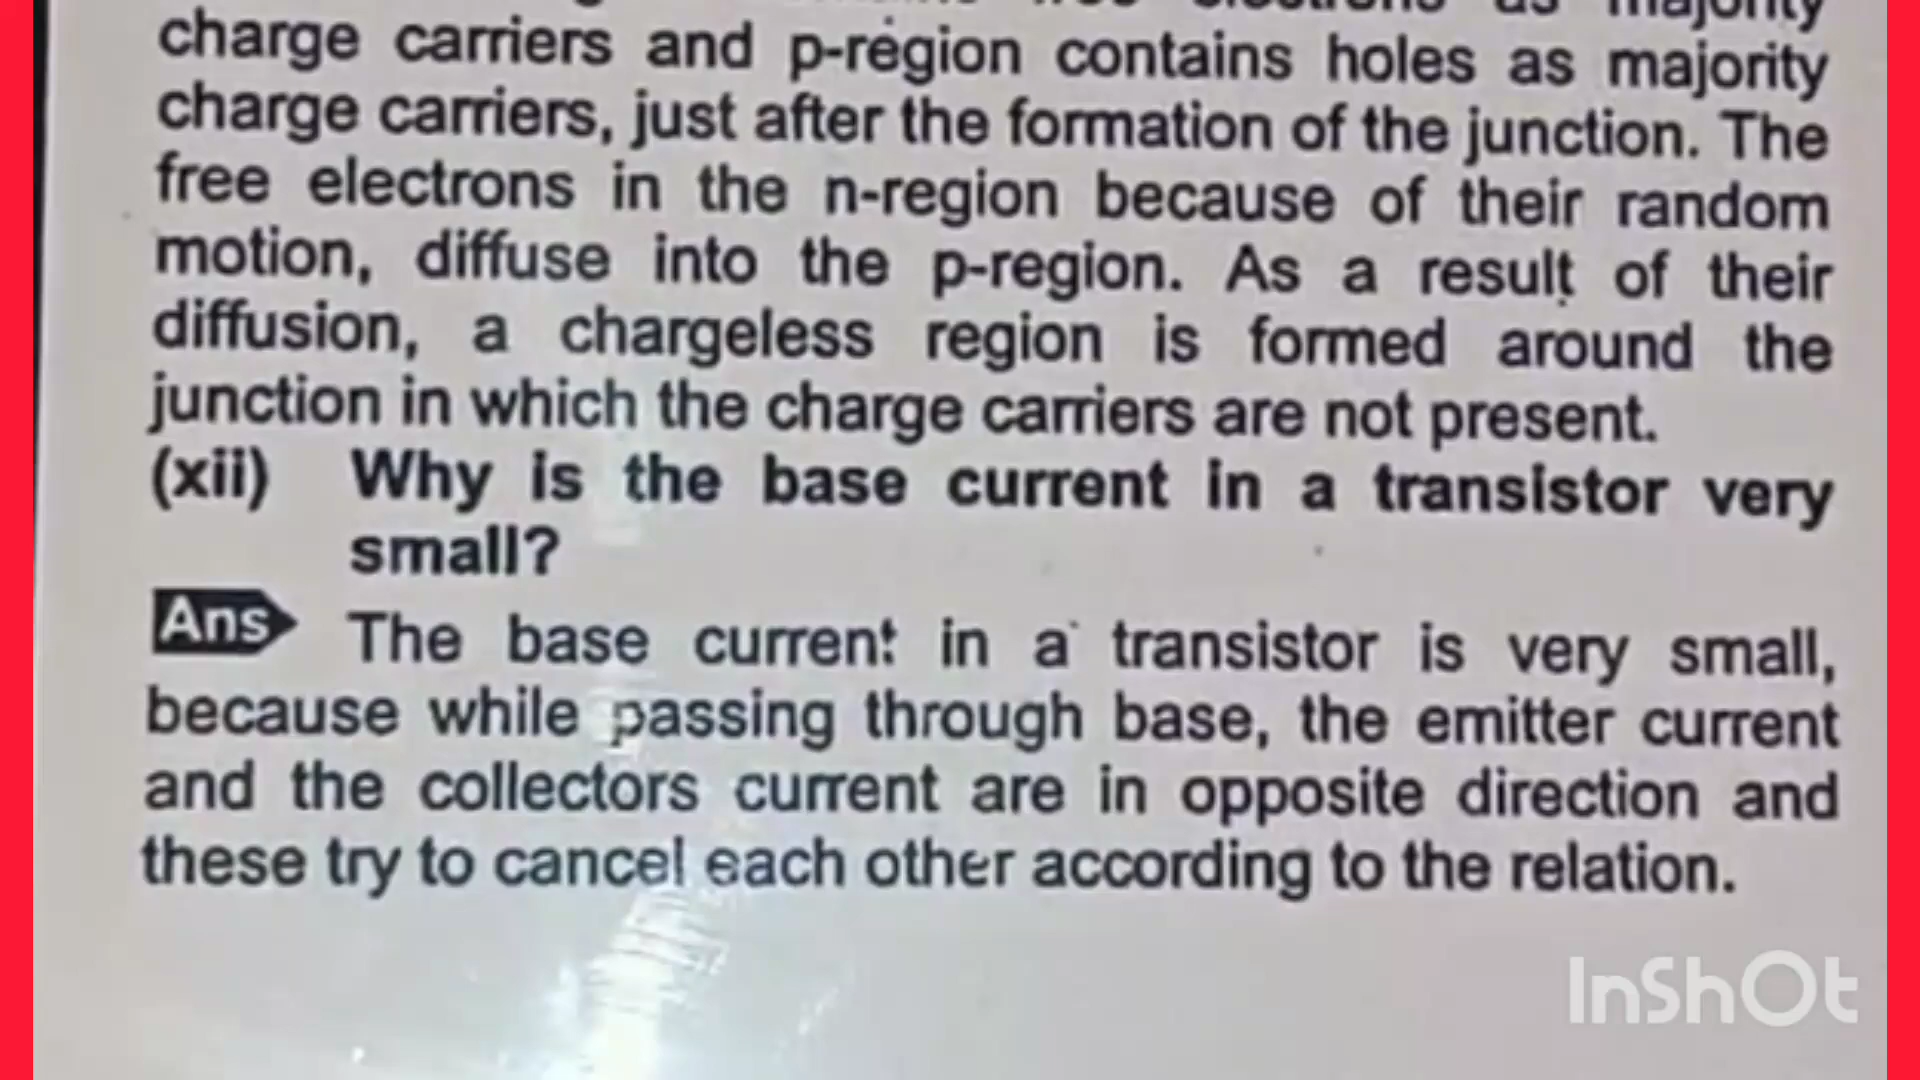 electrons as majority
charge carriers and p-region contains holes as majority
charge carriers, just after the formation of the junction. The
free electrons in the n-region because of their random
motion, diffuse into the p-region. As a result of their
diffusion, a chargeless region is formed around the
junction in which the charge carriers are not present.
(xii) Why is the base current in a transistor very
small?
Ans The base current in a transistor is very small,
because while passing through base, the emitter current
and the collectors current are in opposite direction and
these try to cancel each other according to the relation.
InShOt